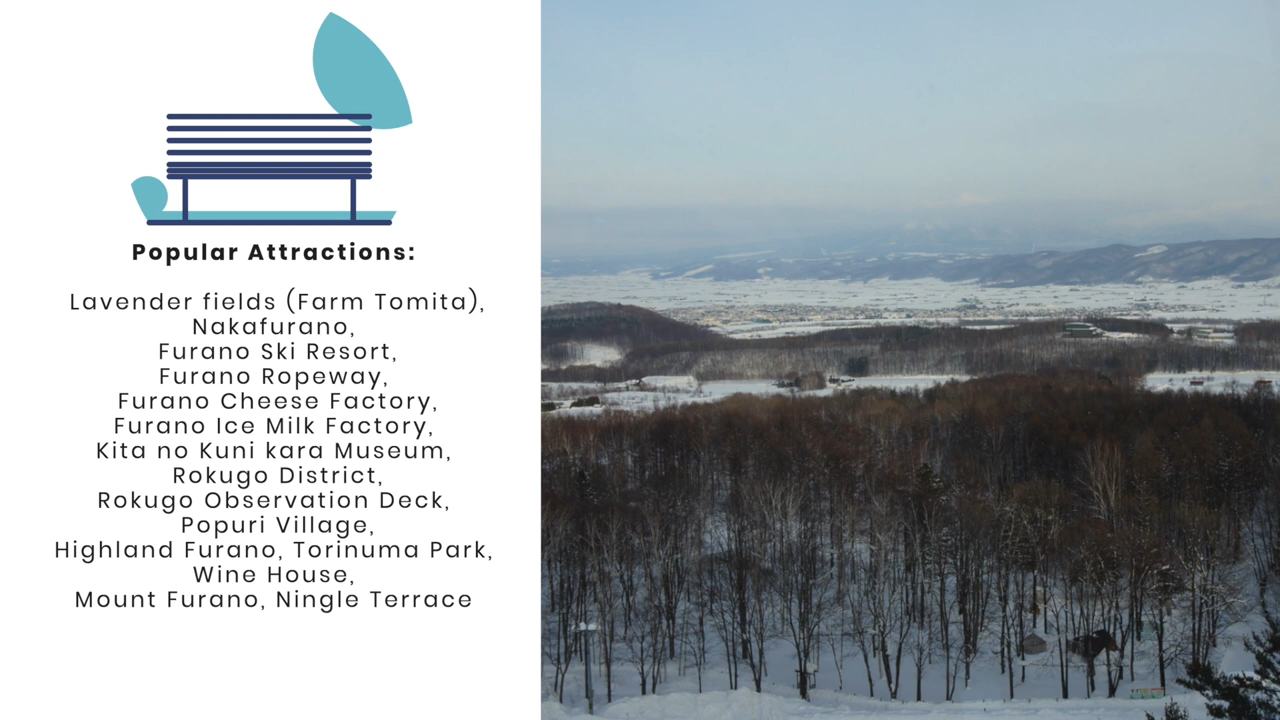 Popular Attractions:
Lavender fields (Farm Tomita),
Nakafurano,
Furano Ski Resort,
Furano Ropeway,
Furano Cheese Factory,
Furano Ice Milk Factory,
Kita no Kuni kara Museum,
Rokugo District,
Rokugo Observation Deck,
Popuri Village,
Highland Furano, Torinuma Park,
Wine House,
Mount Furano, Ningle Terrace